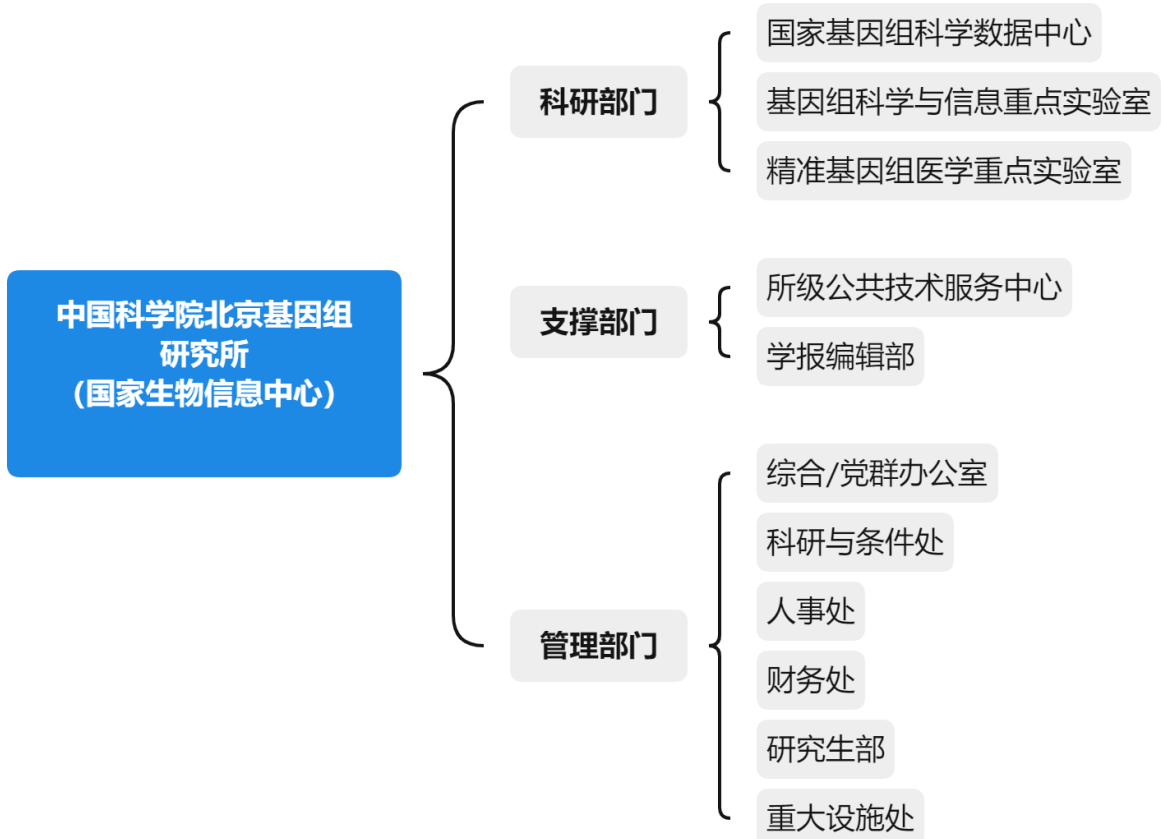 中国科学院北京基因组
研究所
（国家生物信息中心）
科研部门
国家基因组科学数据中心
基因组科学与信息重点实验室
精准基因组医学重点实验室
支撑部门
所级公共技术服务中心
学报编辑部
管理部门
综合/党群办公室
科研与条件处
人事处
财务处
研究生部
重大设施处